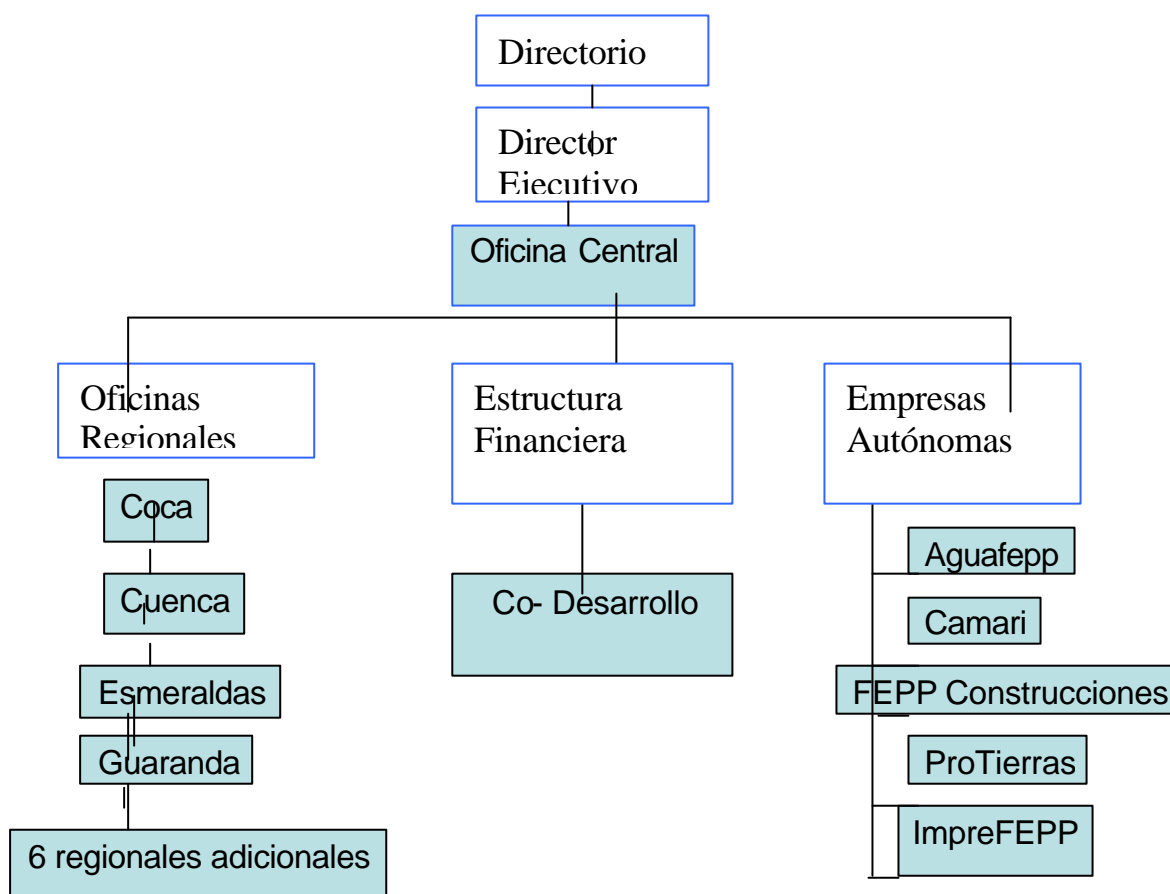 Directorio
Director
Ejecutivo
Oficina Central
Oficinas
Regionales
Estructura
Financiera
Empresas
Autónomas
Coca
Cuenca
Esmeraldas
Guaranda
6 regionales adicionales
Co- Desarrollo
Aguafepp
Camari
FEPP Construcciones
ProTierras
ImpreFEPP